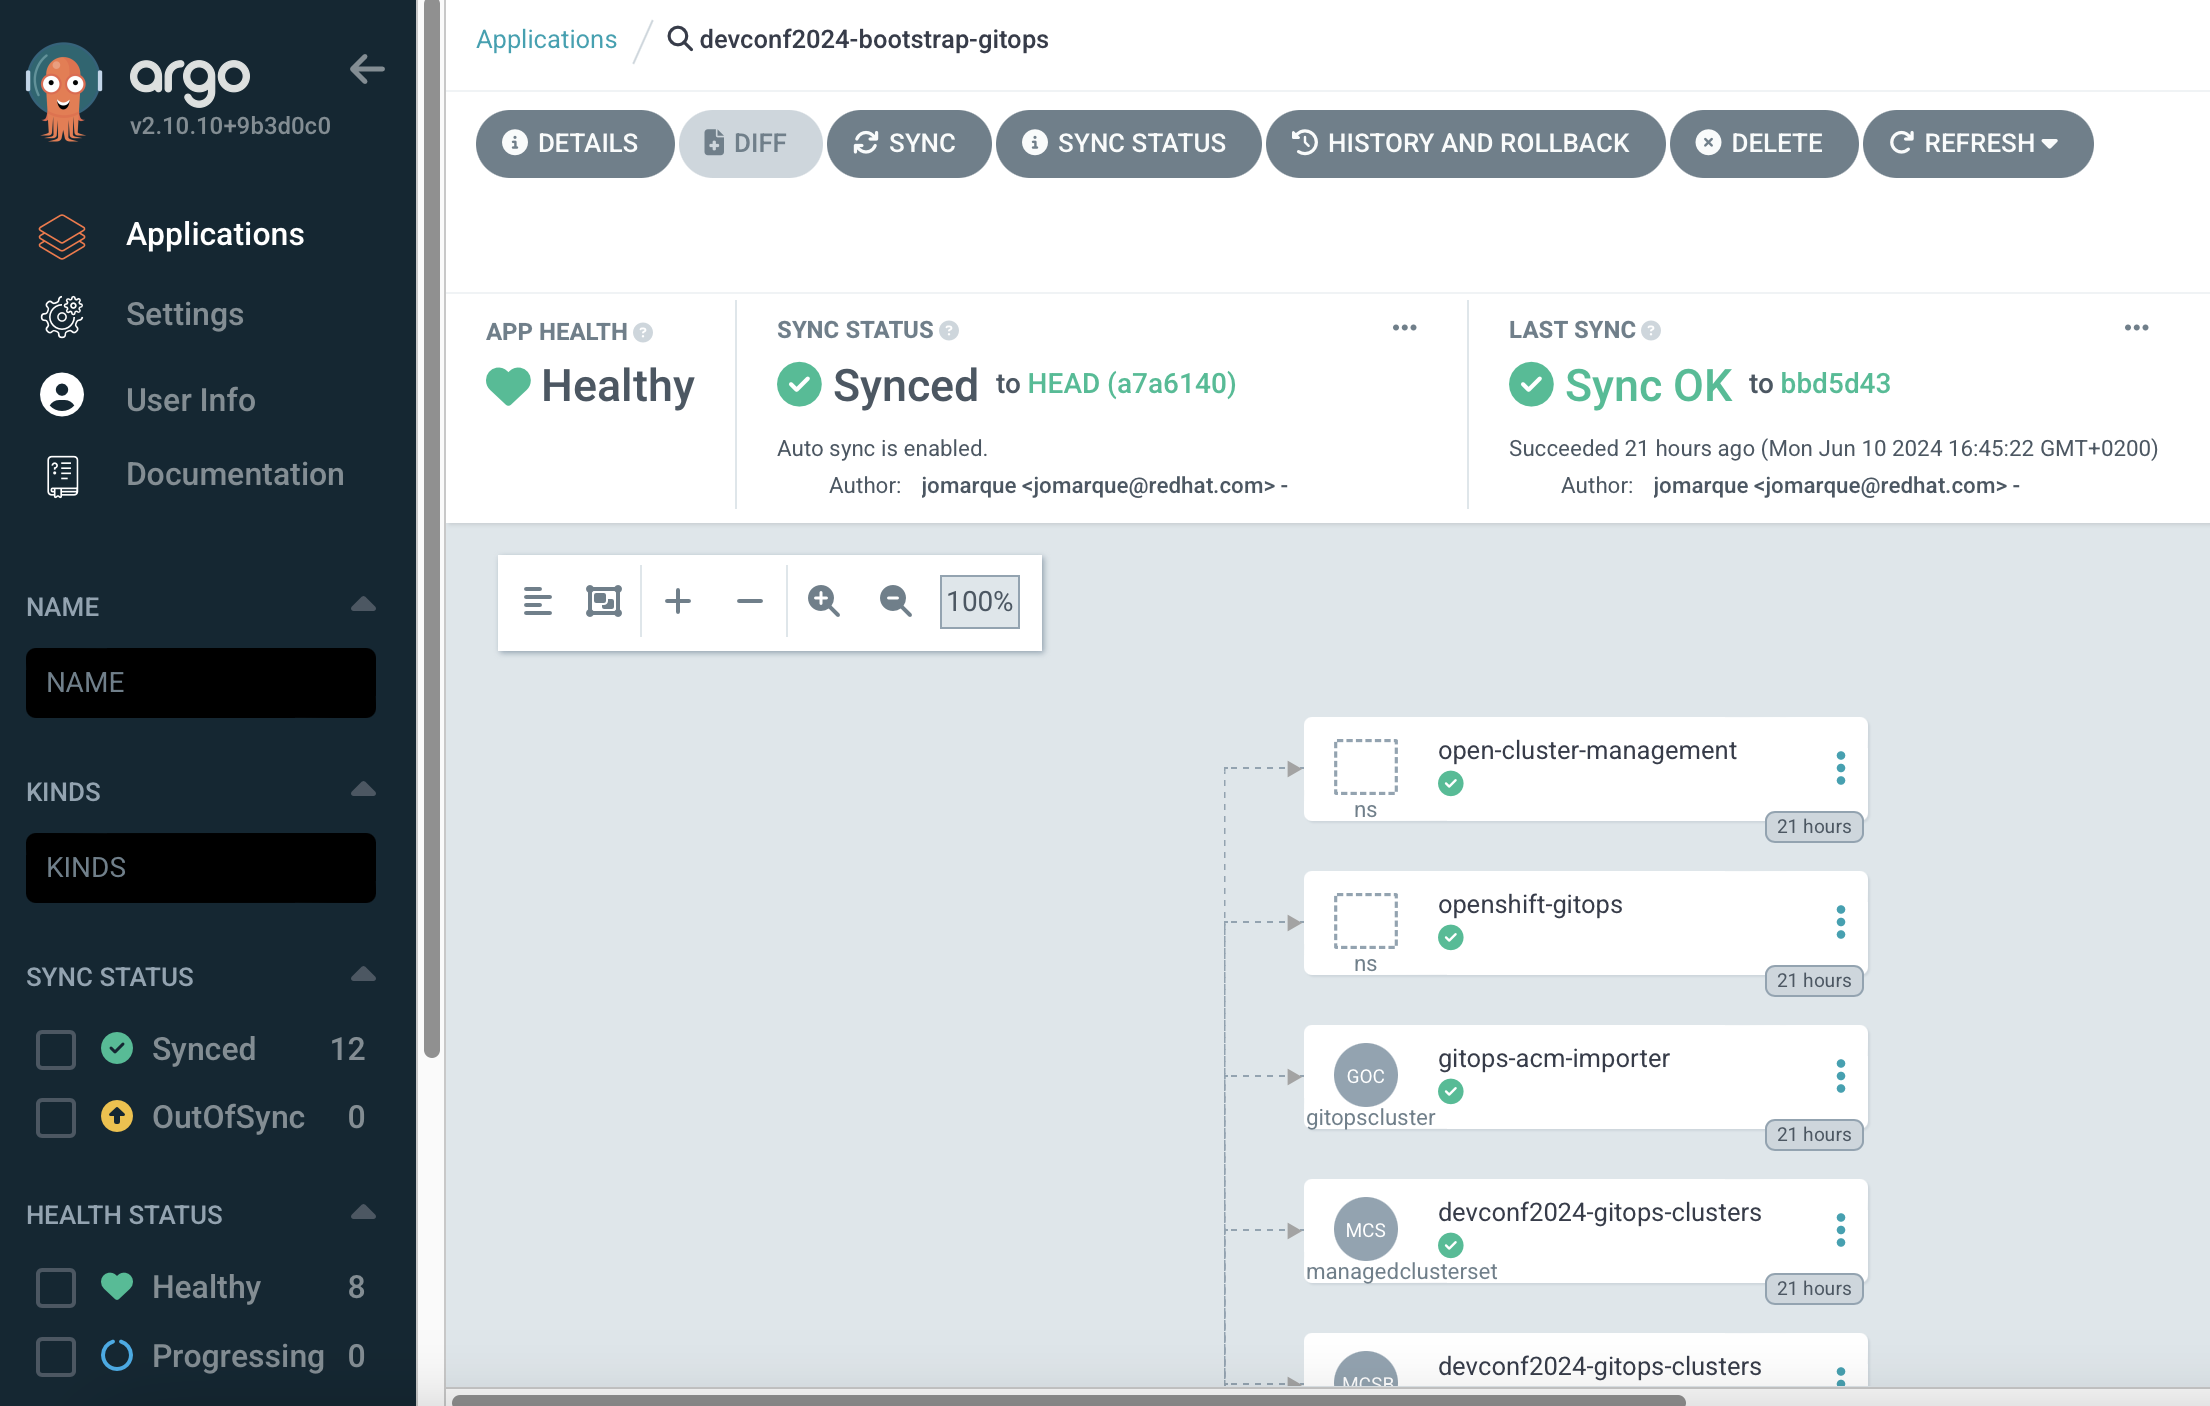 argo
v2.10.10+9b3d0c0
Applications
Settings
User Info
Documentation
NAME
NAME
KINDS
KINDS
SYNC STATUS
Synced 12
OutOfSync 0
HEALTH STATUS
Healthy 8
Progressing 0
Applications / devconf2024-bootstrap-gitops
DETAILS DIFF SYNC SYNC STATUS HISTORY AND ROLLBACK DELETE REFRESH
APP HEALTH
Healthy
SYNC STATUS
Synced to HEAD (a7a6140)
Auto sync is enabled.
Author: jomarque <jomarque@redhat.com> -
LAST SYNC
Sync OK to bbd5d43
Succeeded 21 hours ago (Mon Jun 10 2024 16:45:22 GMT+0200)
Author: jomarque <jomarque@redhat.com> -
100%
open-cluster-management
ns
21 hours
openshift-gitops
ns
21 hours
GOC
gitops-acm-importer
gitopscluster
21 hours
MCS
devconf2024-gitops-clusters
managedclusterset
21 hours
devconf2024-gitops-clusters
MCSB